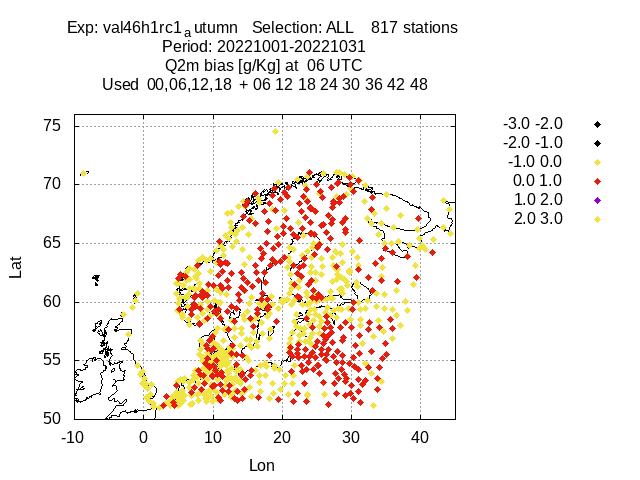 Exp: val46h1rc1autumn Selection: ALL 817 stations
Period: 20221001-20221031
Q2m bias [g/Kg] at 06 UTC
Used 00,06,12,18 + 06 12 18 24 30 36 42 48
-3.0 -2.0
-2.0 -1.0
-1.0 0.0
0.0 1.0
1.0 2.0
2.0 3.0
75
70
65
60
55
50
Lat
-10 0 10 20 30 40
Lon